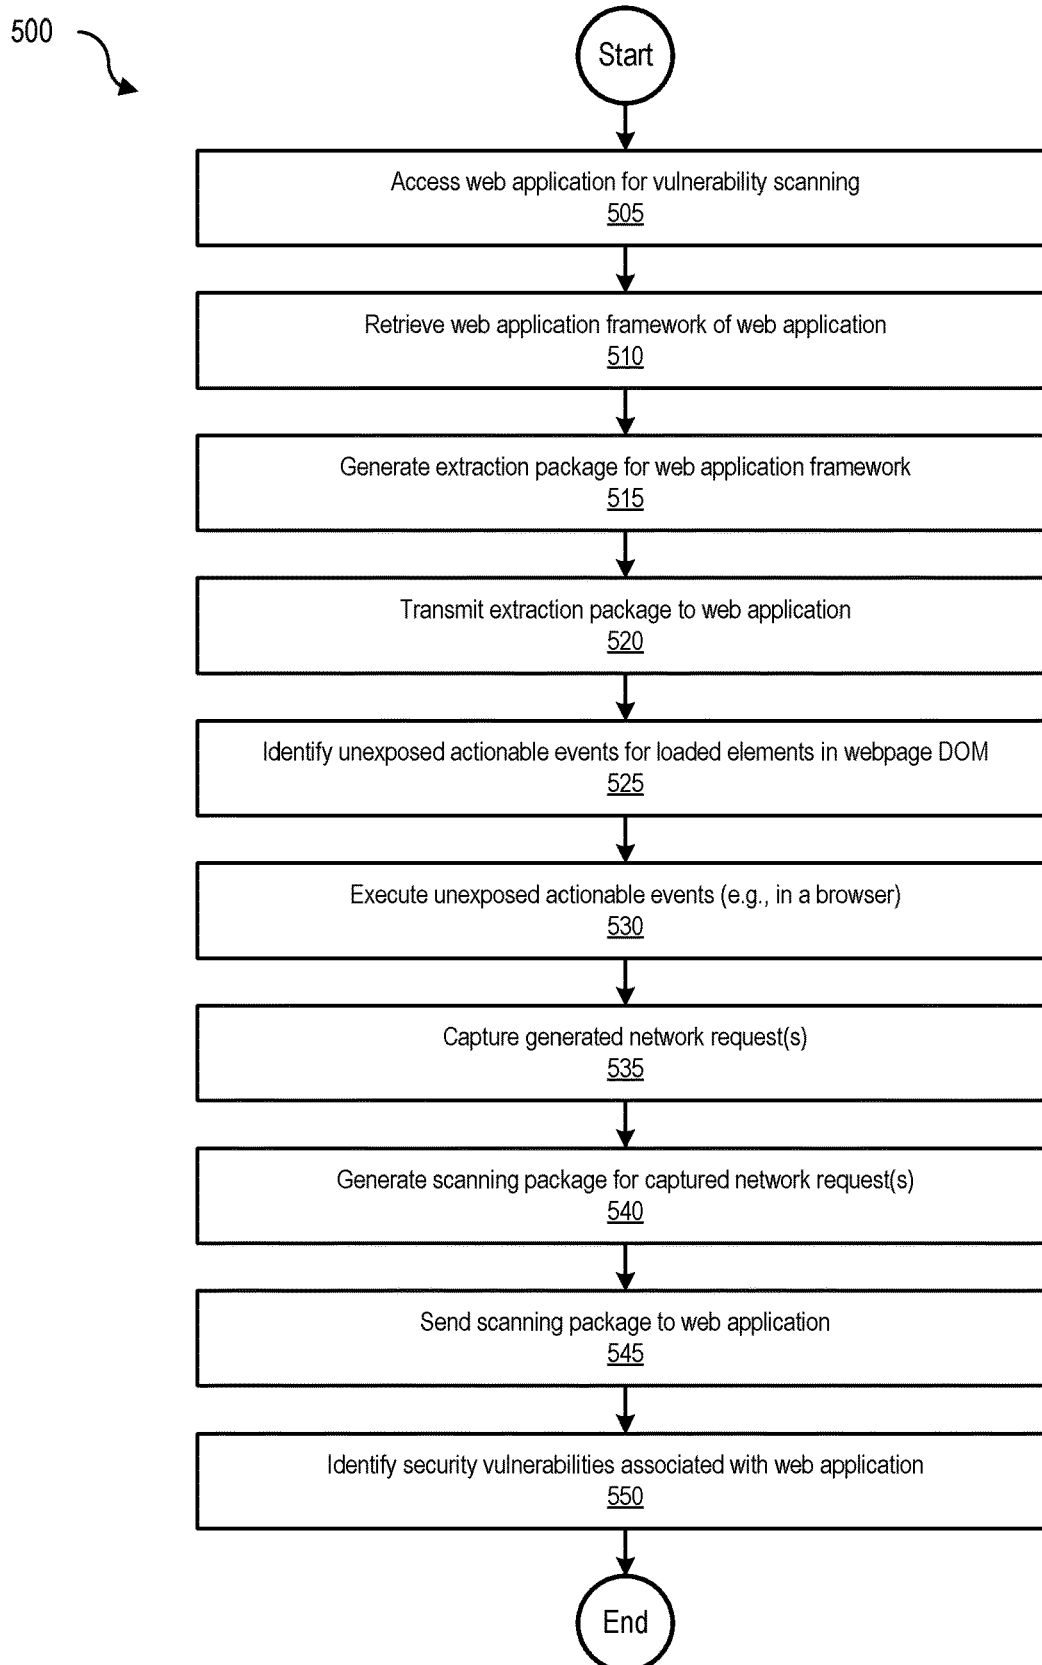 500
Start
Access web application for vulnerability scanning
505
Retrieve web application framework of web application
510
Generate extraction package for web application framework
515
Transmit extraction package to web application
520
Identify unexposed actionable events for loaded elements in webpage DOM
525
Execute unexposed actionable events (e.g., in a browser)
530
Capture generated network request(s)
535
Generate scanning package for captured network request(s)
540
Send scanning package to web application
545
Identify security vulnerabilities associated with web application
550
End